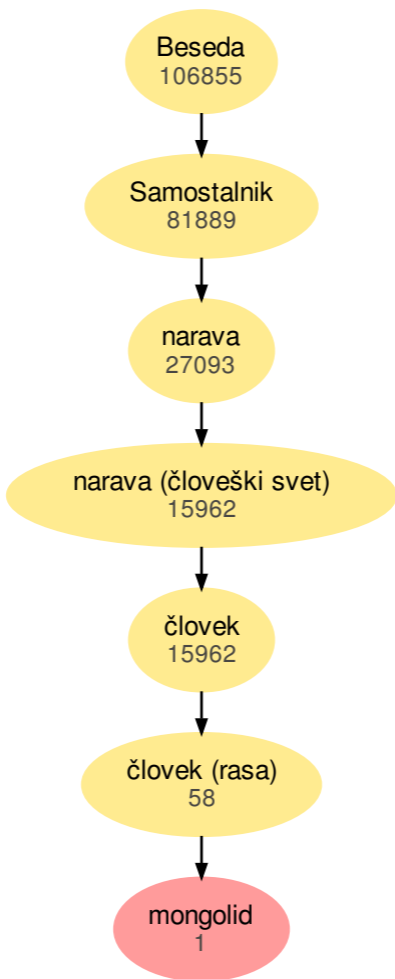 Beseda
106855
Samostalnik
81889
narava
27093
narava (človeški svet)
15962
človek
15962
človek (rasa)
58
mongolid
1